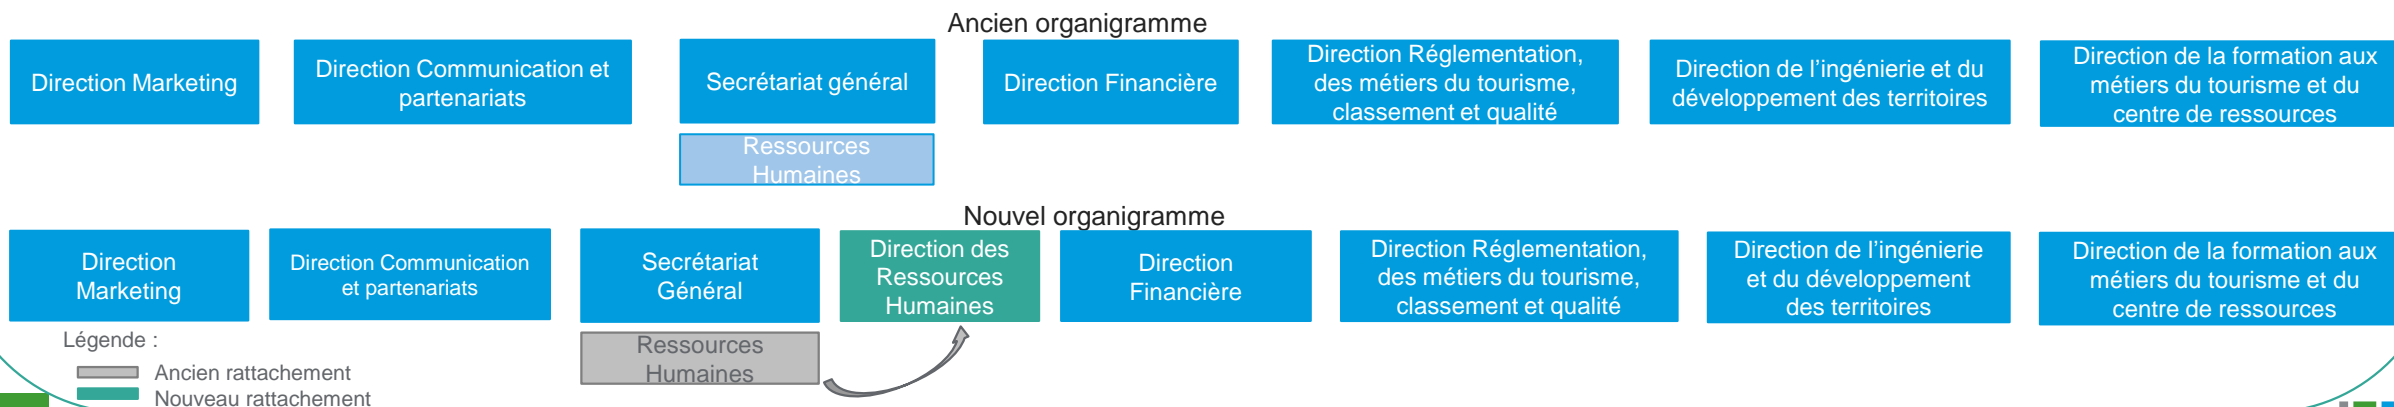 Ancien organigramme
Direction Marketing
Direction Communication et
partenariats
Secrétariat général
Direction Financière
Direction Réglementation,
des métiers du tourisme,
classement et qualité
Direction de l'ingénierie et du
développement des territoires
Direction de la formation aux
métiers du tourisme et du
centre de ressources
Ressources
Humaines
Nouvel organigramme
Direction
Marketing
Direction Communication
et partenariats
Secrétariat
Général
Direction des
Ressources
Humaines
Direction
Financière
Direction Réglementation,
des métiers du tourisme,
classement et qualité
Direction de l'ingénierie
et du développement
des territoires
Direction de la formation aux
métiers du tourisme et du
centre de ressources
Ressources
Humaines
Légende :
Ancien rattachement
Nouveau rattachement